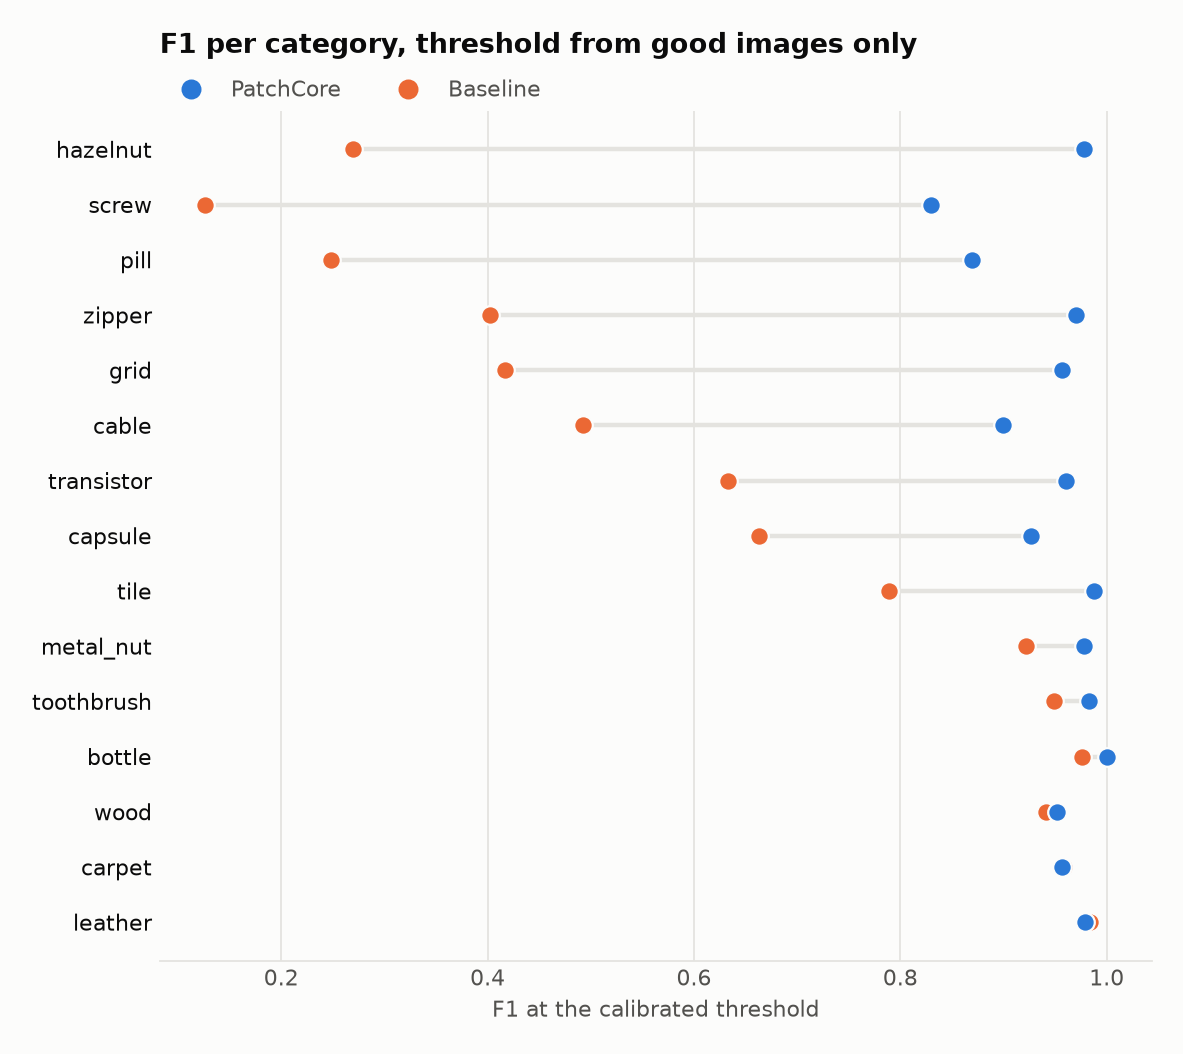 F1 per category, threshold from good images only
PatchCore Baseline
hazelnut
screw
pill
zipper
grid
cable
transistor
capsule
tile
metal_nut
toothbrush
bottle
wood
carpet
leather
0.2 0.4 0.6 0.8 1.0
F1 at the calibrated threshold